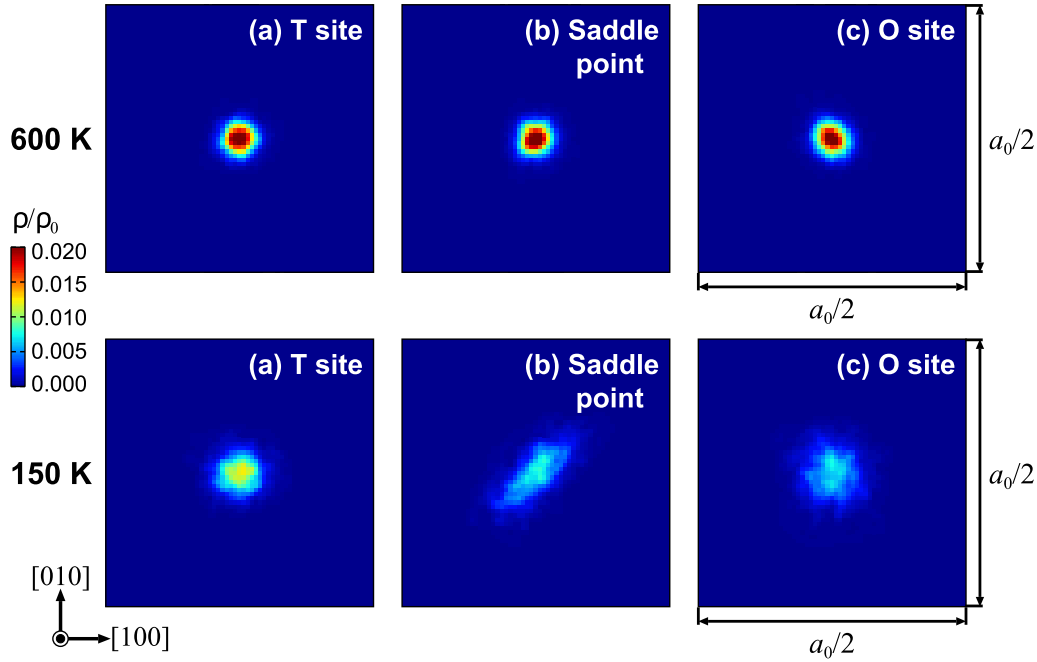 (a) T site
(b) Saddle
point
(c) O site
600 K
a0/2
ρ/ρ0
0.020
0.015
0.010
0.005
0.000
a0/2
(a) T site
(b) Saddle
point
(c) O site
150 K
a0/2
[010]
[100]
a0/2